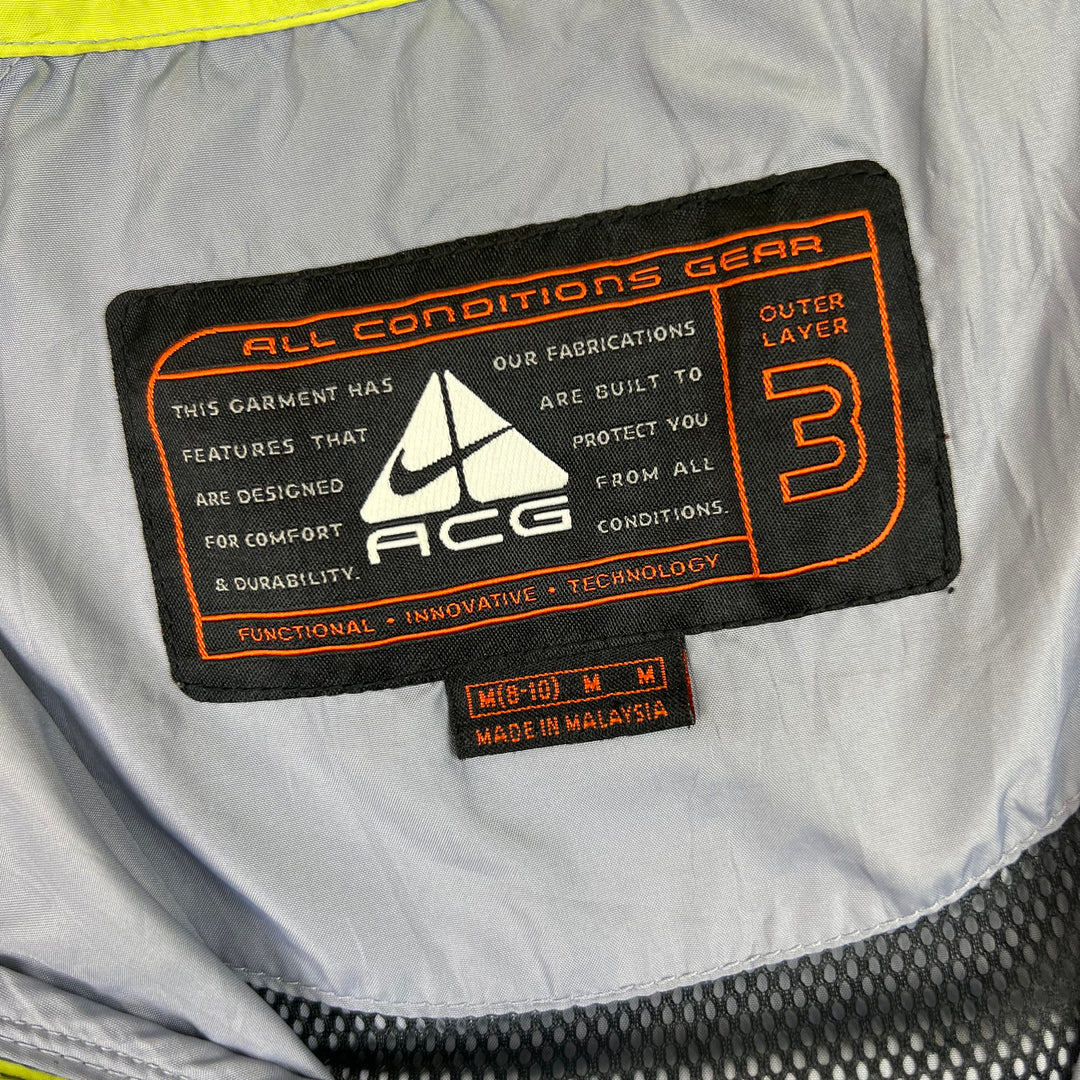 ALL CONDITIONS GEAR
THIS GARMENT HAS
FEATURES THAT
ARE DESIGNED
FOR COMFORT
& DURABILITY.
ACG
OUR FABRICATIONS
ARE BUILT TO
PROTECT YOU
FROM ALL
CONDITIONS.
OUTER
LAYER
3
FUNCTIONAL • INNOVATIVE • TECHNOLOGY
M(8-10) M M
MADE IN MALAYSIA